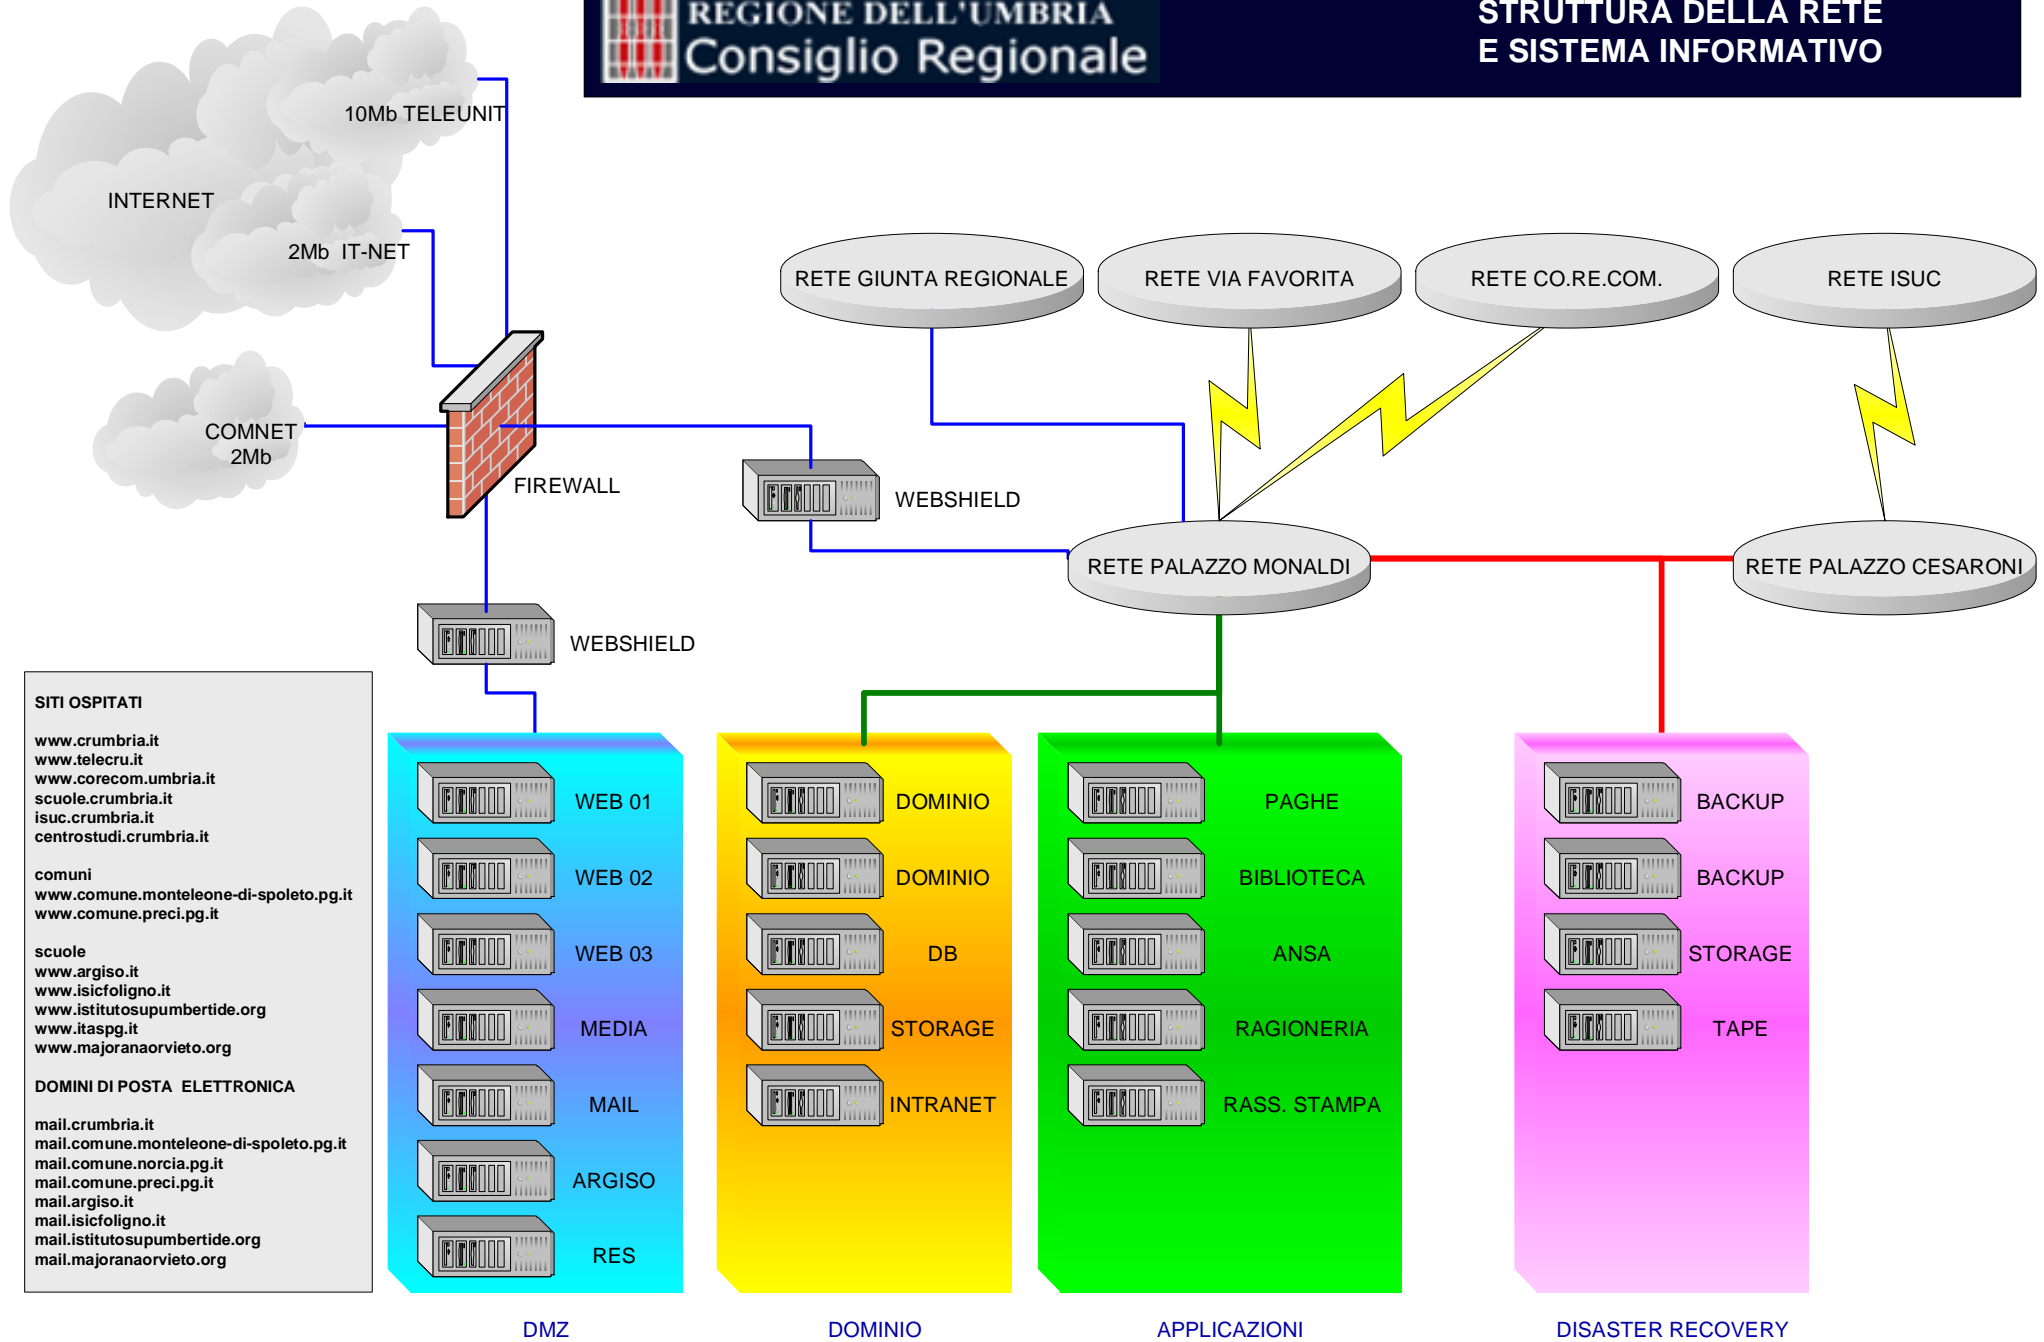 REGIONE DELL'UMBRIA
Consiglio Regionale
STRUTTURA DELLA RETE
E SISTEMA INFORMATIVO
10Mb TELEUNIT
INTERNET
2Mb IT-NET
COMNET
2Mb
FIREWALL
WEBSHIELD
WEBSHIELD
RETE GIUNTA REGIONALE
RETE VIA FAVORITA
RETE CO.RE.COM.
RETE ISUC
RETE PALAZZO MONALDI
RETE PALAZZO CESARONI
SITI OSPITATI
www.crumbria.it
www.telecru.it
www.corecom.umbria.it
scuole.crumbria.it
isuc.crumbria.it
centrostudi.crumbria.it
comuni
www.comune.monteleone-di-spoleto.pg.it
www.comune.preci.pg.it
scuole
www.argiso.it
www.isicfoligno.it
www.istitutosupumbertide.org
www.itaspg.it
www.majoranaorvieto.org
DOMINI DI POSTA ELETTRONICA
mail.crumbria.it
mail.comune.monteleone-di-spoleto.pg.it
mail.comune.norcia.pg.it
mail.comune.preci.pg.it
mail.argiso.it
mail.isicfoligno.it
mail.istitutosupumbertide.org
mail.majoranaorvieto.org
WEB 01
WEB 02
WEB 03
MEDIA
MAIL
ARGISO
RES
DMZ
DOMINIO
DOMINIO
DB
STORAGE
INTRANET
DOMINIO
PAGHE
BIBLIOTECA
ANSA
RAGIONERIA
RASS. STAMPA
APPLICAZIONI
BACKUP
BACKUP
STORAGE
TAPE
DISASTER RECOVERY